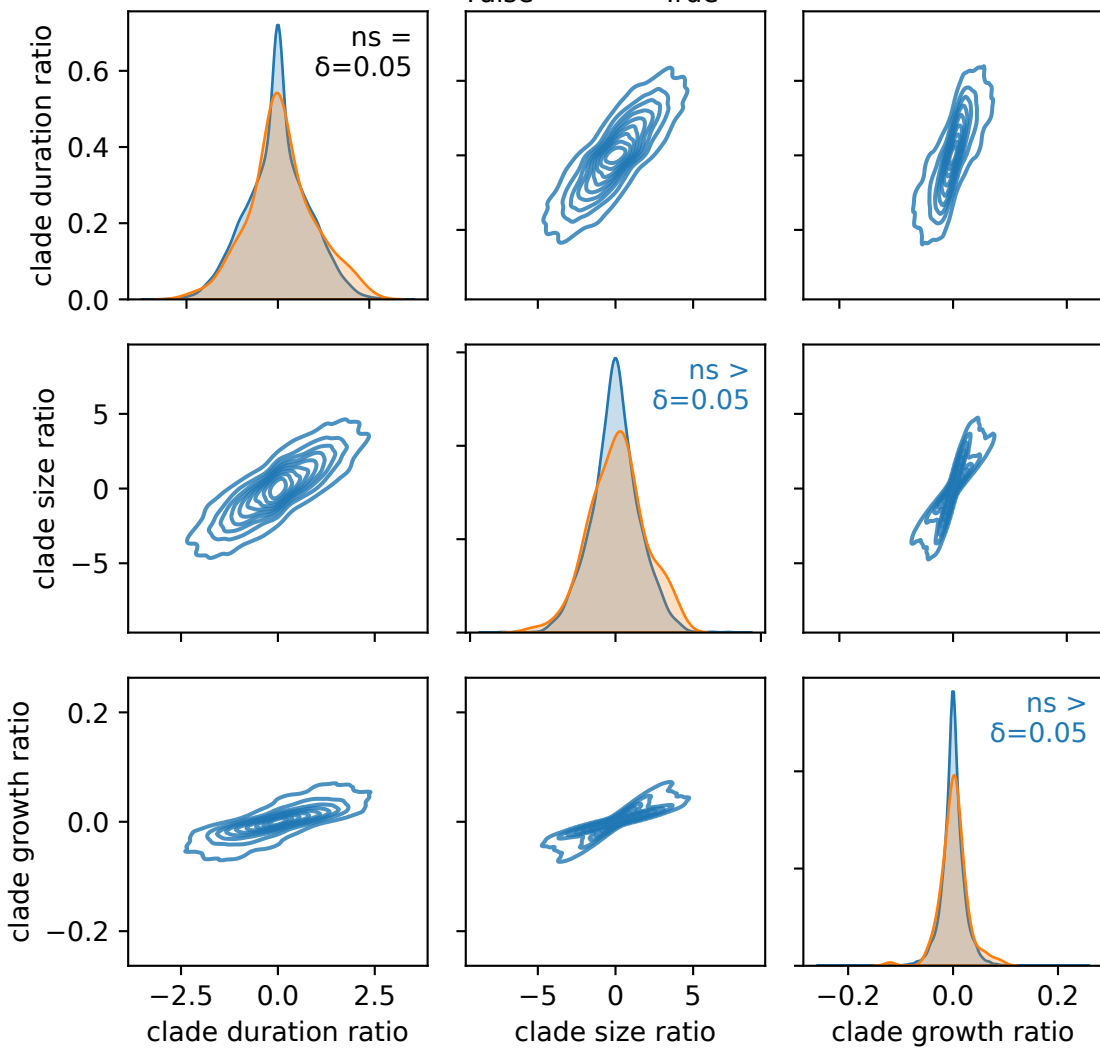 clade duration ratio
0.6
0.4
0.2
0.0
ns =
δ=0.05
clade size ratio
5
0
−5
ns >
δ=0.05
clade growth ratio
0.2
0.0
−0.2
ns >
δ=0.05
−2.5 0.0 2.5
clade duration ratio
−5 0 5
clade size ratio
−0.2 0.0 0.2
clade growth ratio